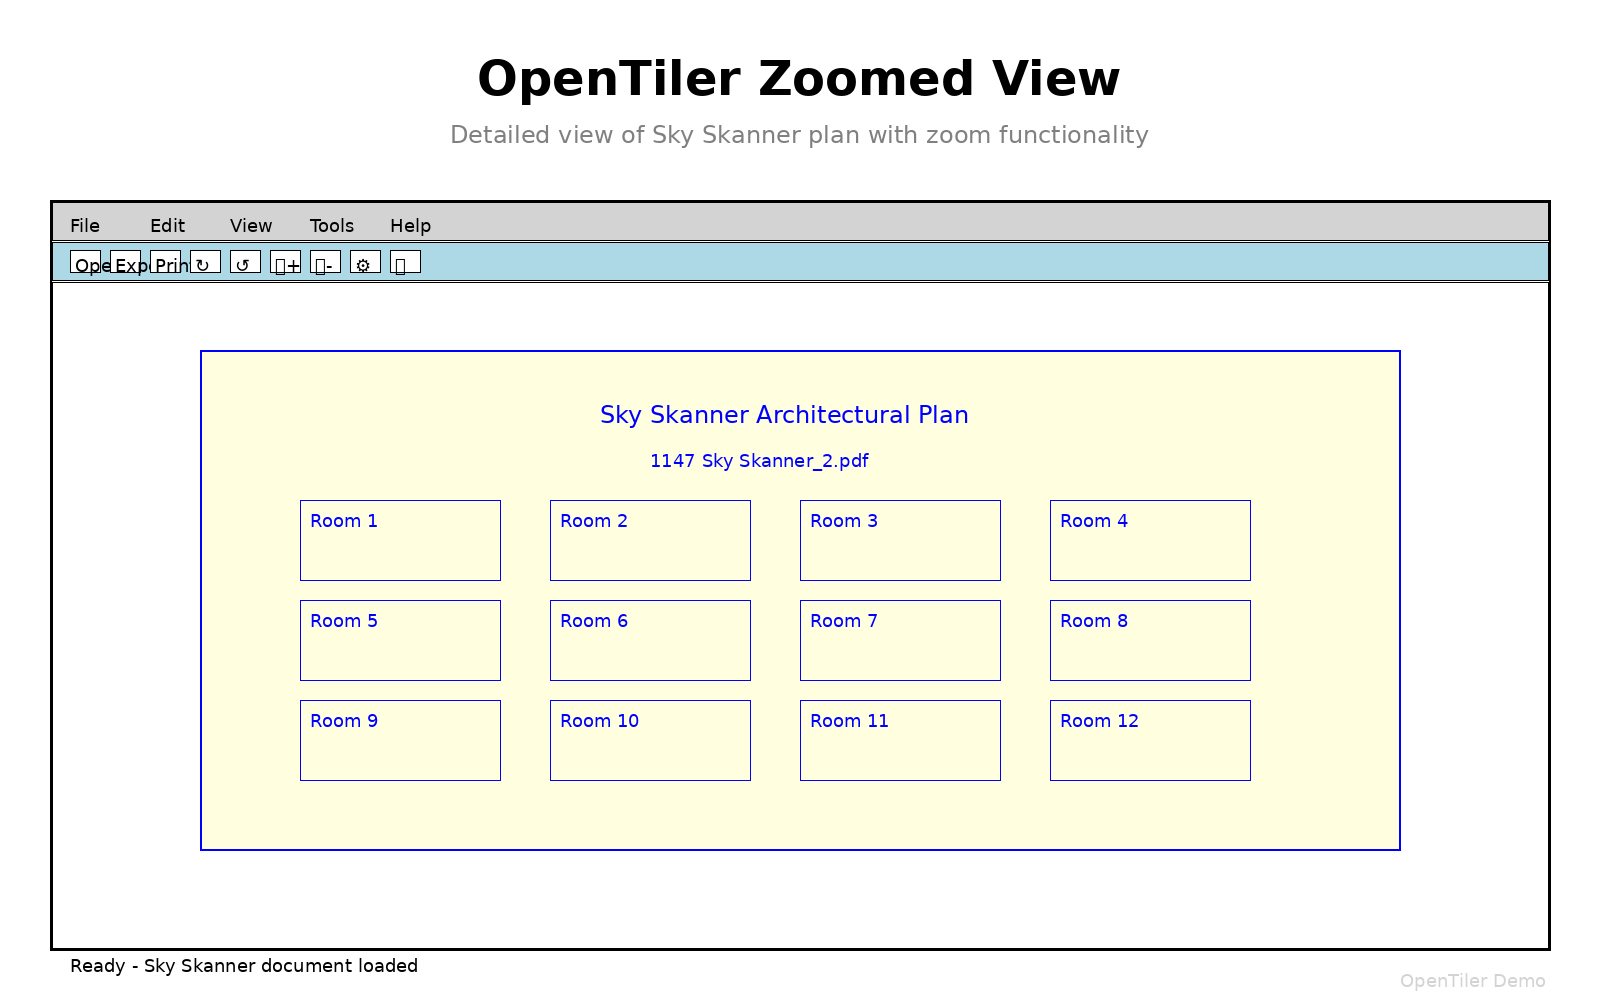 OpenTiler Zoomed View
Detailed view of Sky Skanner plan with zoom functionality
File Edit View Tools Help
Ope Exp Prin ↻ ↺ + - ⚙
Sky Skanner Architectural Plan
1147 Sky Skanner_2.pdf
Room 1 Room 2 Room 3 Room 4
Room 5 Room 6 Room 7 Room 8
Room 9 Room 10 Room 11 Room 12
Ready - Sky Skanner document loaded
OpenTiler Demo